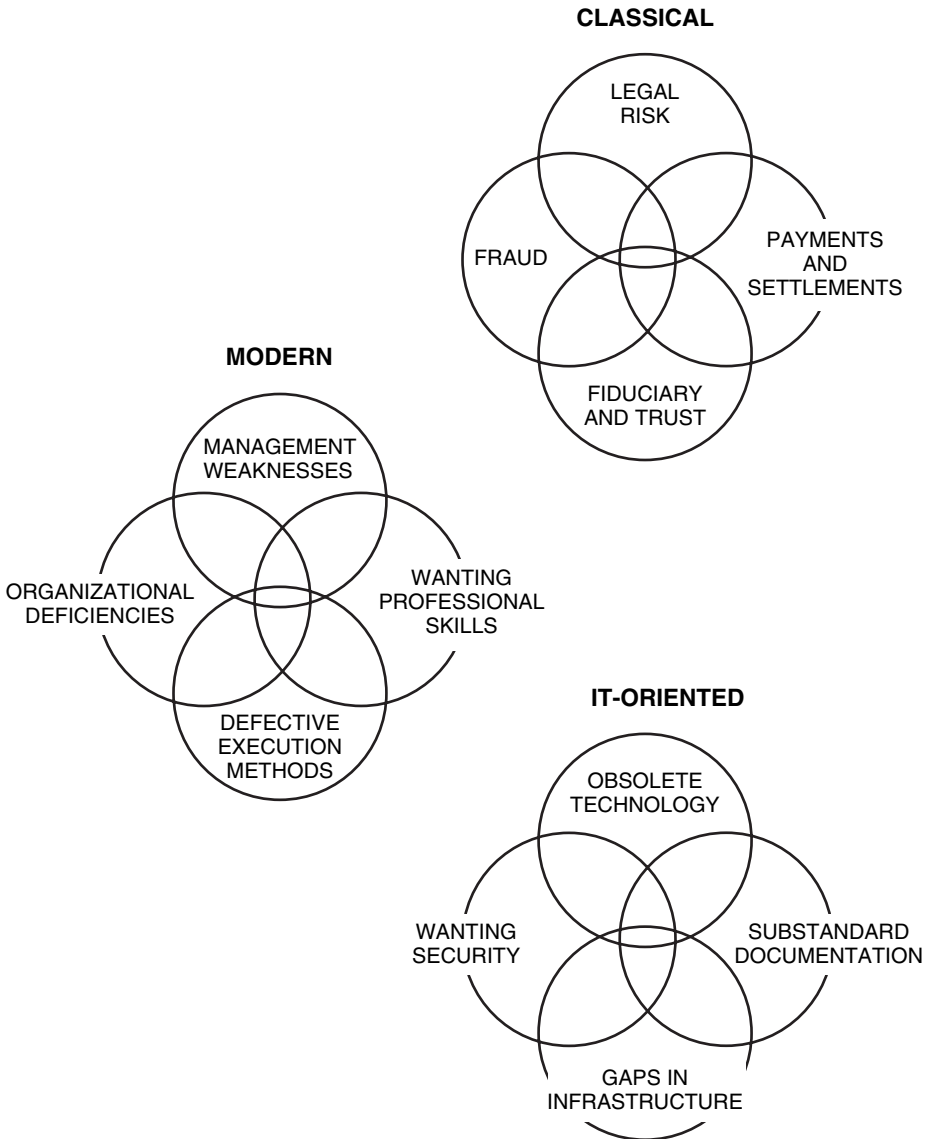 CLASSICAL
LEGAL
RISK
FRAUD
PAYMENTS
AND
SETTLEMENTS
FIDUCIARY
AND TRUST
MODERN
MANAGEMENT
WEAKNESSES
ORGANIZATIONAL
DEFICIENCIES
WANTING
PROFESSIONAL
SKILLS
DEFECTIVE
EXECUTION
METHODS
IT-ORIENTED
OBSOLETE
TECHNOLOGY
WANTING
SECURITY
SUBSTANDARD
DOCUMENTATION
GAPS IN
INFRASTRUCTURE